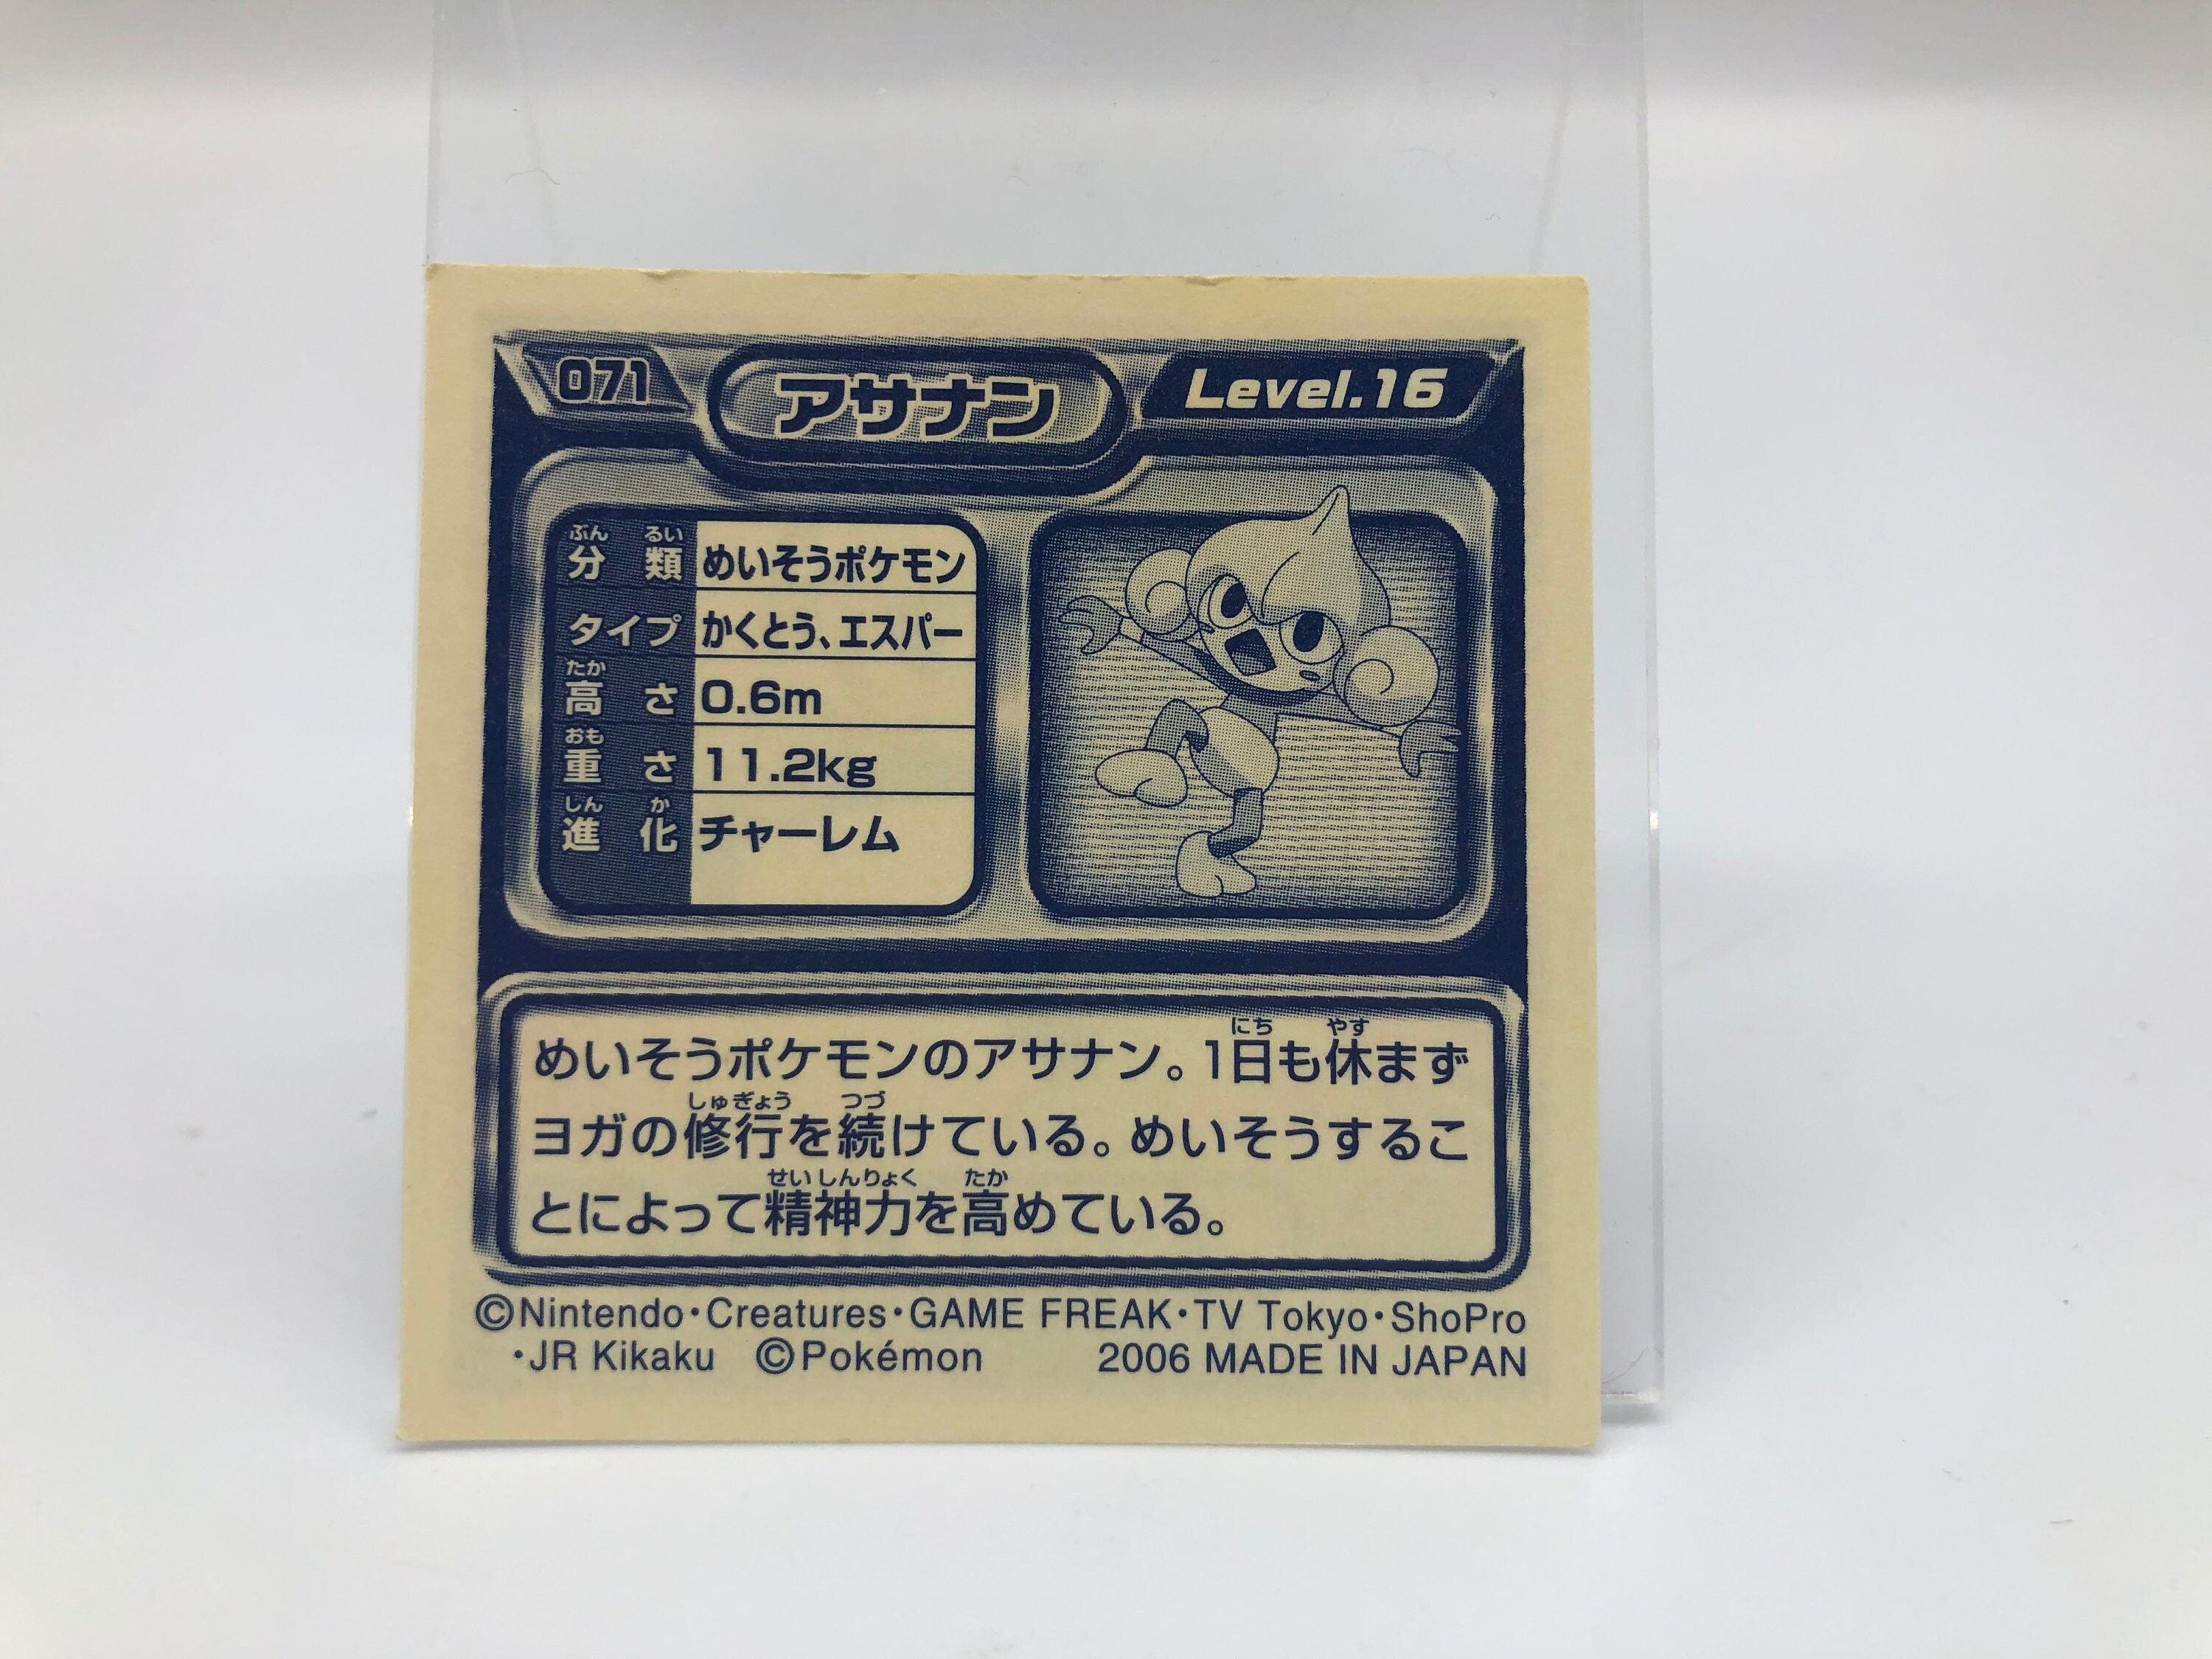 071 アサナン Level.16
ぶん るい
分類 めいそうポケモン
タイプ かくとう、エスパー
たか
高さ 0.6m
おも
重さ 11.2kg
しん か
進化 チャーレム
にち やす
めいそうポケモンのアサナン。1日も休まず
しゅぎょう つづ
ヨガの修行を続けている。めいそうするこ
せいしんりょく たか
とによって精神力を高めている。
©Nintendo・Creatures・GAME FREAK・TV Tokyo・ShoPro
・JR Kikaku ©Pokémon 2006 MADE IN JAPAN